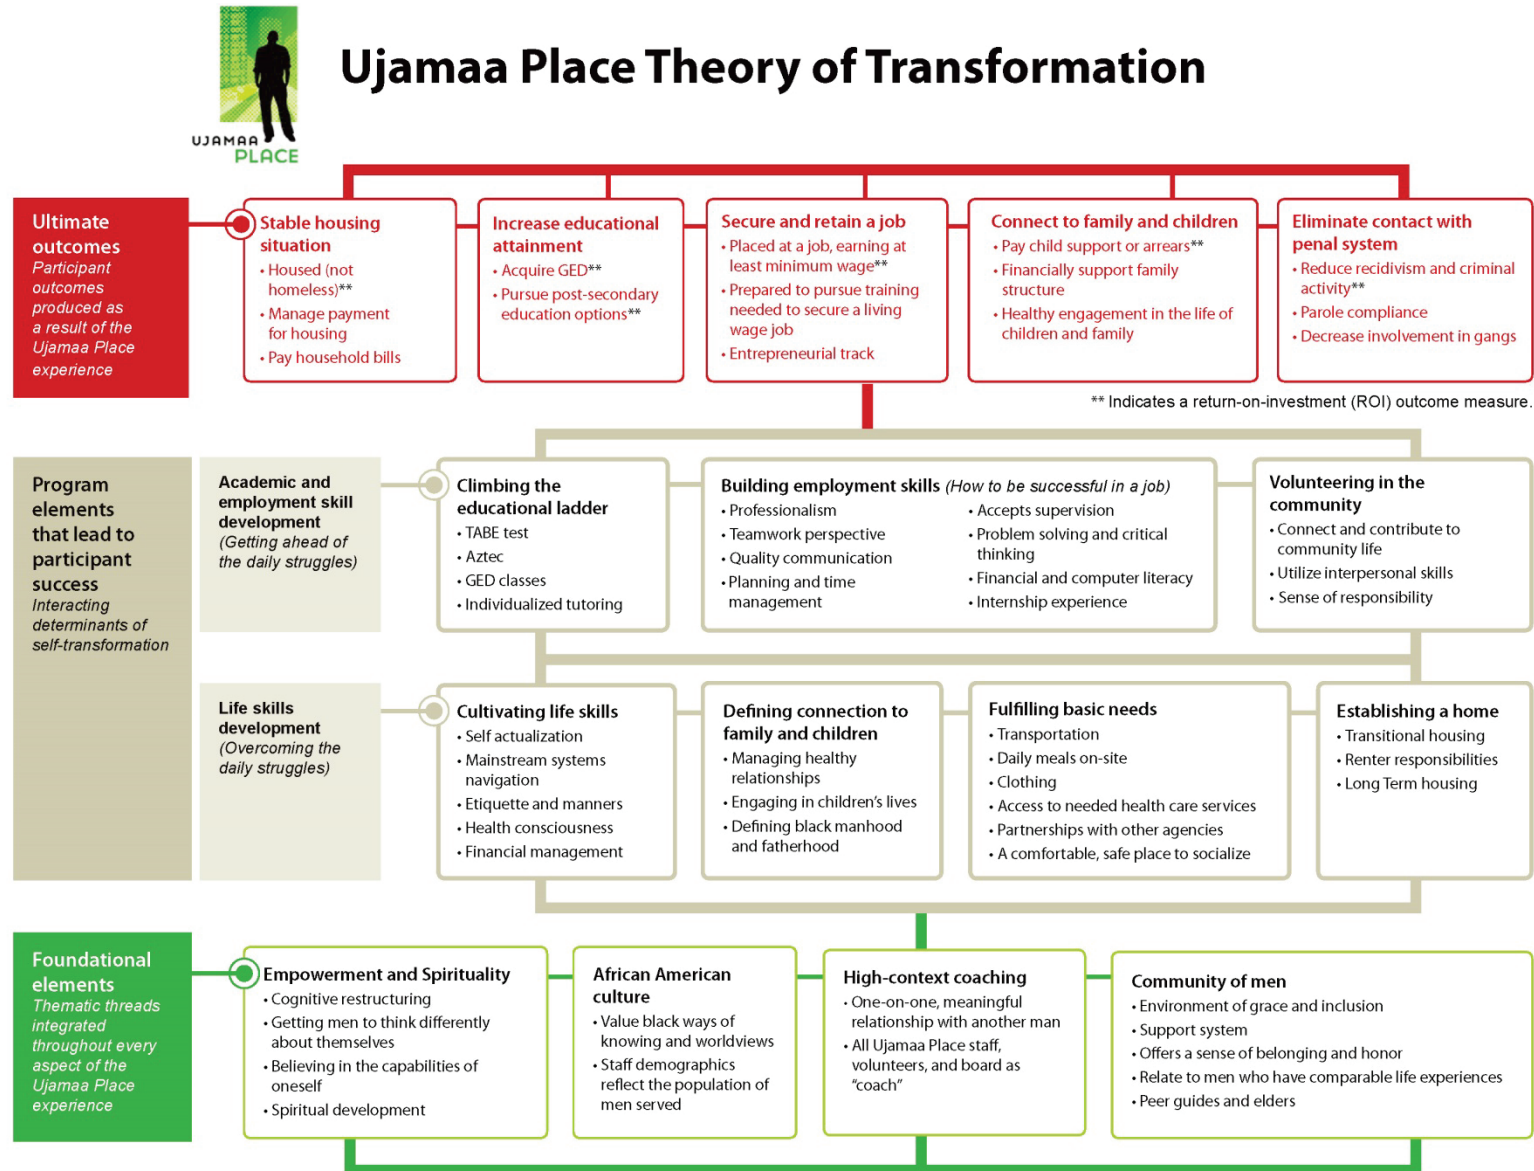 UJAMAA
PLACE
Ujamaa Place Theory of Transformation
Ultimate
outcomes
Participant
outcomes
produced as
a result of the
Ujamaa Place
experience
Stable housing
situation
• Housed (not
homeless)**
• Manage payment
for housing
• Pay household bills
Increase educational
attainment
• Acquire GED**
• Pursue post-secondary
education options**
Secure and retain a job
• Placed at a job, earning at
least minimum wage**
• Prepared to pursue training
needed to secure a living
wage job
• Entrepreneurial track
Connect to family and children
• Pay child support or arrears**
• Financially support family
structure
• Healthy engagement in the life of
children and family
Eliminate contact with
penal system
• Reduce recidivism and criminal
activity**
• Parole compliance
• Decrease involvement in gangs
** Indicates a return-on-investment (ROI) outcome measure.
Program
elements
that lead to
participant
success
Interacting
determinants of
self-transformation
Academic and
employment skill
development
(Getting ahead of
the daily struggles)
Climbing the
educational ladder
• TABE test
• Aztec
• GED classes
• Individualized tutoring
Building employment skills (How to be successful in a job)
• Professionalism
• Teamwork perspective
• Quality communication
• Planning and time
management
• Accepts supervision
• Problem solving and critical
thinking
• Financial and computer literacy
• Internship experience
Volunteering in the
community
• Connect and contribute to
community life
• Utilize interpersonal skills
• Sense of responsibility
Life skills
development
(Overcoming the
daily struggles)
Cultivating life skills
• Self actualization
• Mainstream systems
navigation
• Etiquette and manners
• Health consciousness
• Financial management
Defining connection to
family and children
• Managing healthy
relationships
• Engaging in children's lives
• Defining black manhood
and fatherhood
Fulfilling basic needs
• Transportation
• Daily meals on-site
• Clothing
• Access to needed health care services
• Partnerships with other agencies
• A comfortable, safe place to socialize
Establishing a home
• Transitional housing
• Renter responsibilities
• Long Term housing
Foundational
elements
Thematic threads
integrated
throughout every
aspect of the
Ujamaa Place
experience
Empowerment and Spirituality
• Cognitive restructuring
• Getting men to think differently
about themselves
• Believing in the capabilities of
oneself
• Spiritual development
African American
culture
• Value black ways of
knowing and worldviews
• Staff demographics
reflect the population of
men served
High-context coaching
• One-on-one, meaningful
relationship with another man
• All Ujamaa Place staff,
volunteers, and board as
“coach”
Community of men
• Environment of grace and inclusion
• Support system
• Offers a sense of belonging and honor
• Relate to men who have comparable life experiences
• Peer guides and elders